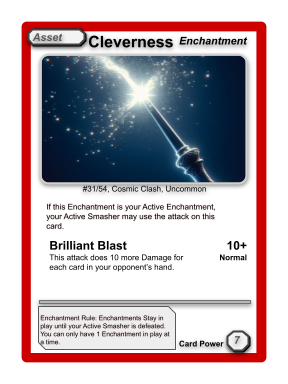 Asset Cleverness Enchantment
#31/54, Cosmic Clash, Uncommon
If this Enchantment is your Active Enchantment,
your Active Smasher may use the attack on this
card.
Brilliant Blast 10+
This attack does 10 more Damage for Normal
each card in your opponent's hand.
Enchantment Rule: Enchantments Stay in
play until your Active Smasher is defeated.
You can only have 1 Enchantment in play at
a time.
Card Power 7